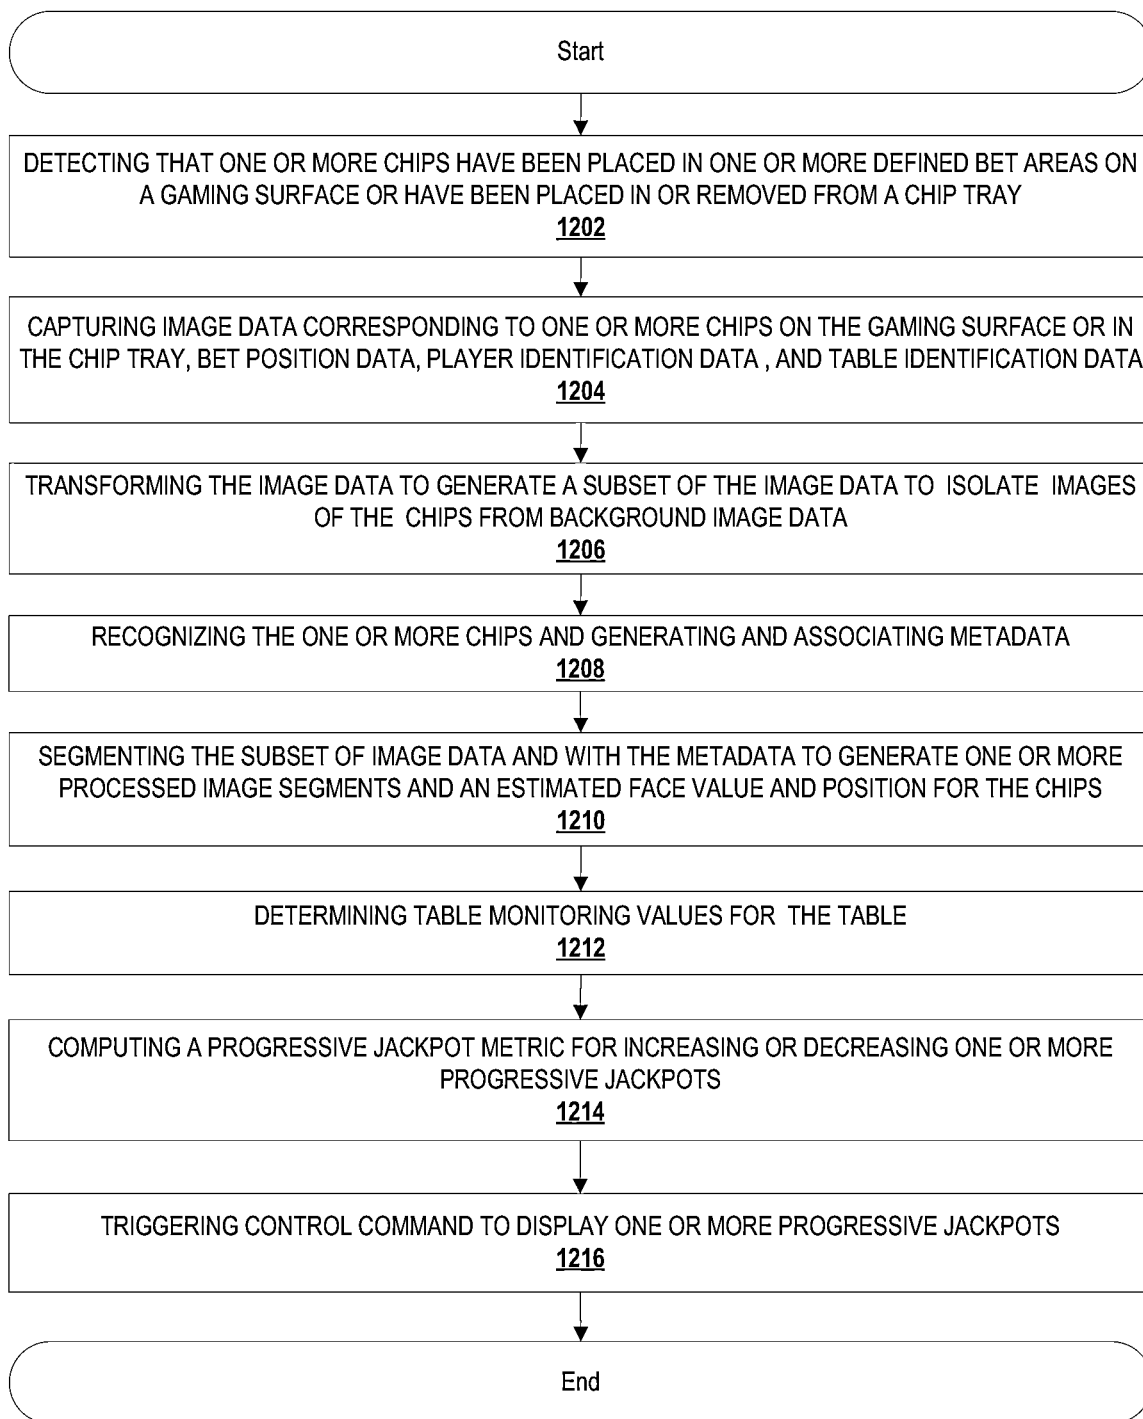 Start
DETECTING THAT ONE OR MORE CHIPS HAVE BEEN PLACED IN ONE OR MORE DEFINED BET AREAS ON
A GAMING SURFACE OR HAVE BEEN PLACED IN OR REMOVED FROM A CHIP TRAY
1202
CAPTURING IMAGE DATA CORRESPONDING TO ONE OR MORE CHIPS ON THE GAMING SURFACE OR IN
THE CHIP TRAY, BET POSITION DATA, PLAYER IDENTIFICATION DATA , AND TABLE IDENTIFICATION DATA
1204
TRANSFORMING THE IMAGE DATA TO GENERATE A SUBSET OF THE IMAGE DATA TO ISOLATE IMAGES
OF THE CHIPS FROM BACKGROUND IMAGE DATA
1206
RECOGNIZING THE ONE OR MORE CHIPS AND GENERATING AND ASSOCIATING METADATA
1208
SEGMENTING THE SUBSET OF IMAGE DATA AND WITH THE METADATA TO GENERATE ONE OR MORE
PROCESSED IMAGE SEGMENTS AND AN ESTIMATED FACE VALUE AND POSITION FOR THE CHIPS
1210
DETERMINING TABLE MONITORING VALUES FOR THE TABLE
1212
COMPUTING A PROGRESSIVE JACKPOT METRIC FOR INCREASING OR DECREASING ONE OR MORE
PROGRESSIVE JACKPOTS
1214
TRIGGERING CONTROL COMMAND TO DISPLAY ONE OR MORE PROGRESSIVE JACKPOTS
1216
End